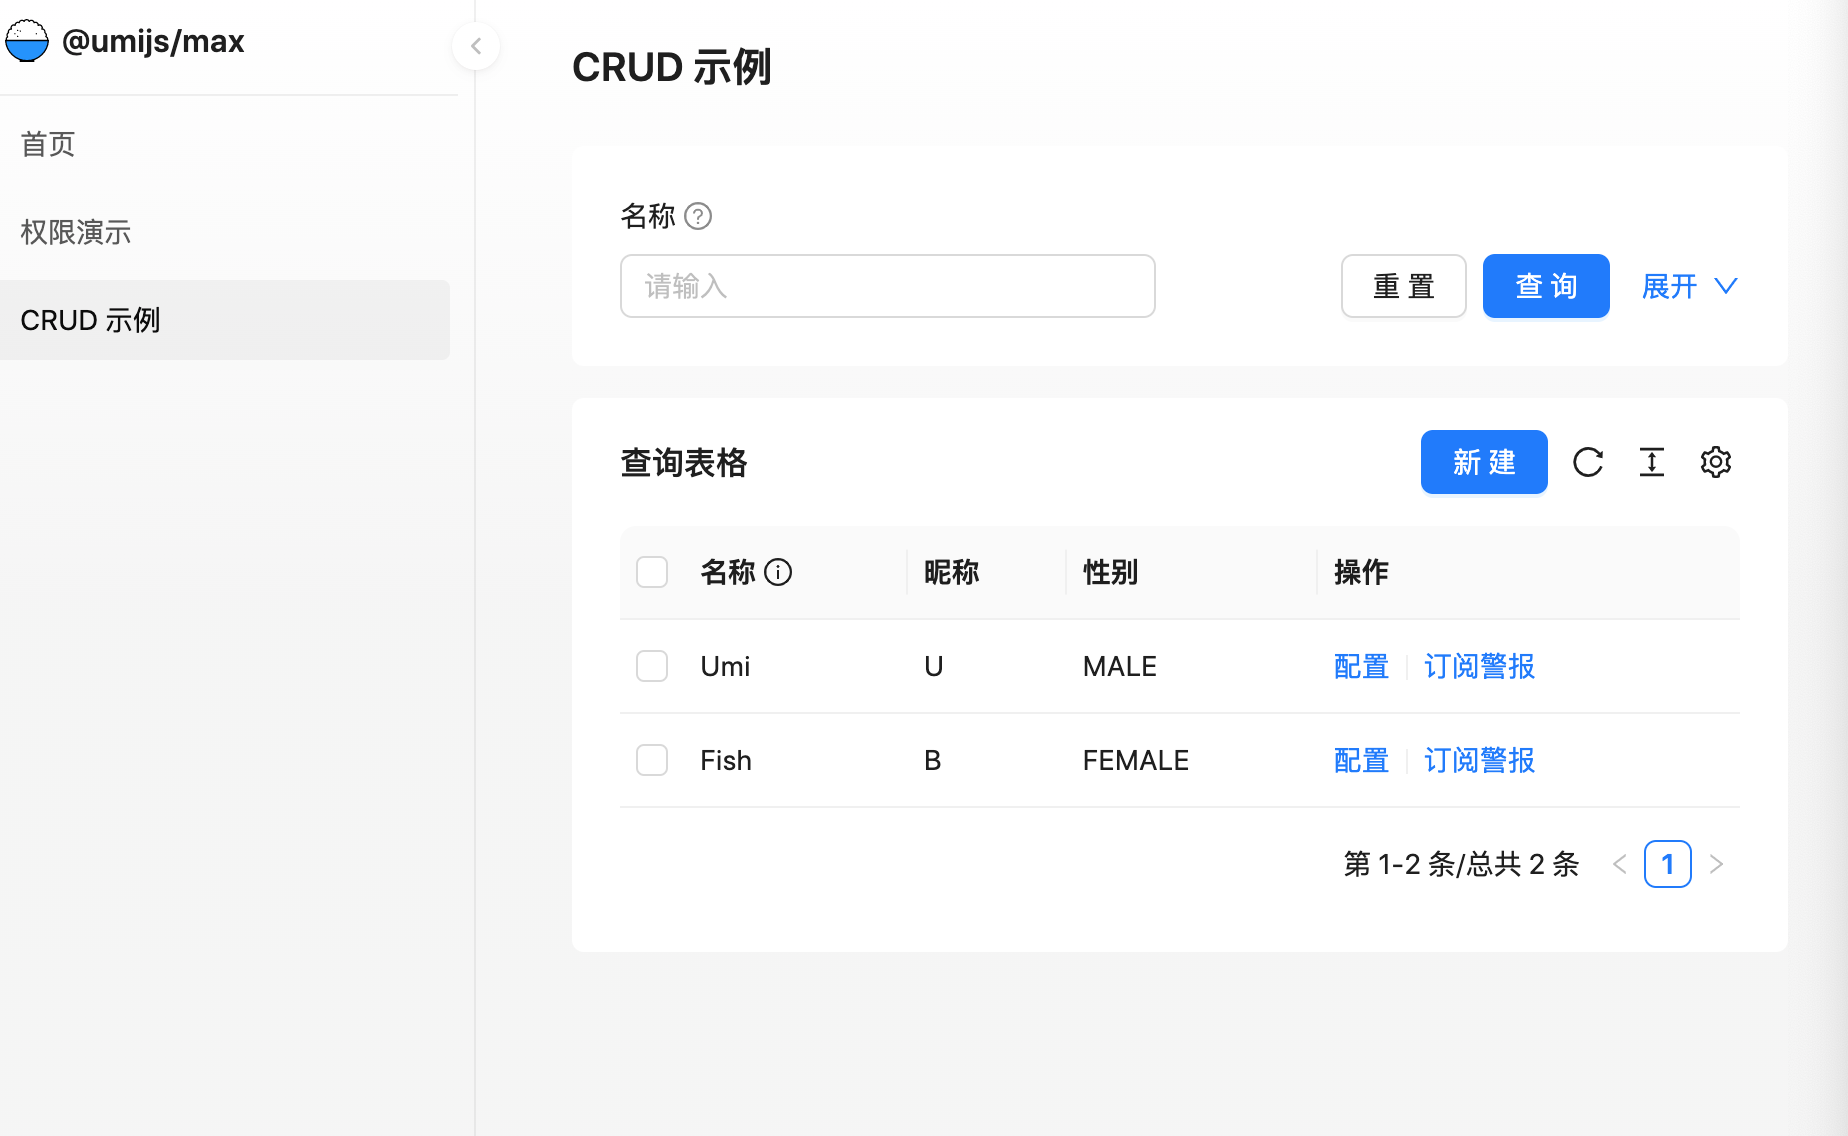 @umijs/max
首页
权限演示
CRUD 示例
CRUD 示例
名称
请输入
重 置 查 询 展开
查询表格 新 建
名称 昵称 性别 操作
Umi U MALE 配置 订阅警报
Fish B FEMALE 配置 订阅警报
第 1-2 条/总共 2 条 1